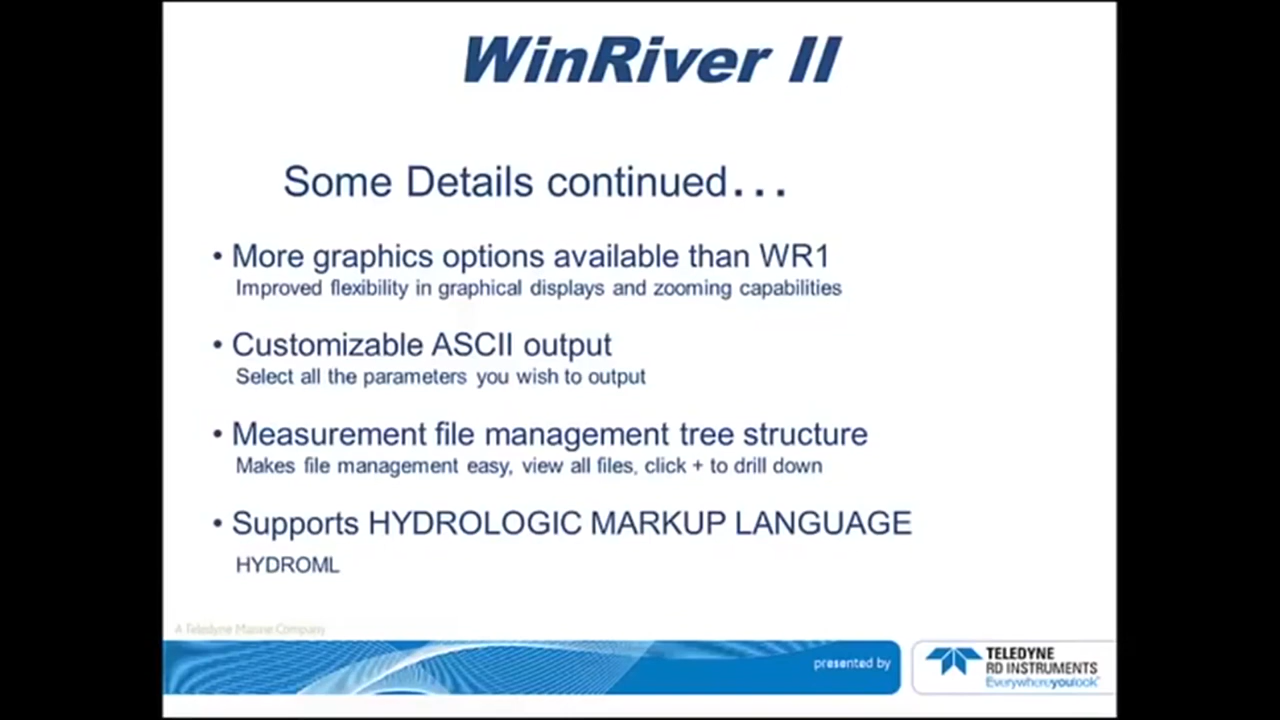 WinRiver II
Some Details continued...
• More graphics options available than WR1
Improved flexibility in graphical displays and zooming capabilities
• Customizable ASCII output
Select all the parameters you wish to output
• Measurement file management tree structure
Makes file management easy, view all files, click + to drill down
• Supports HYDROLOGIC MARKUP LANGUAGE
HYDROML
A Teledyne Marine Company
presented by
TELEDYNE
RD INSTRUMENTS
Everywhereyoulook